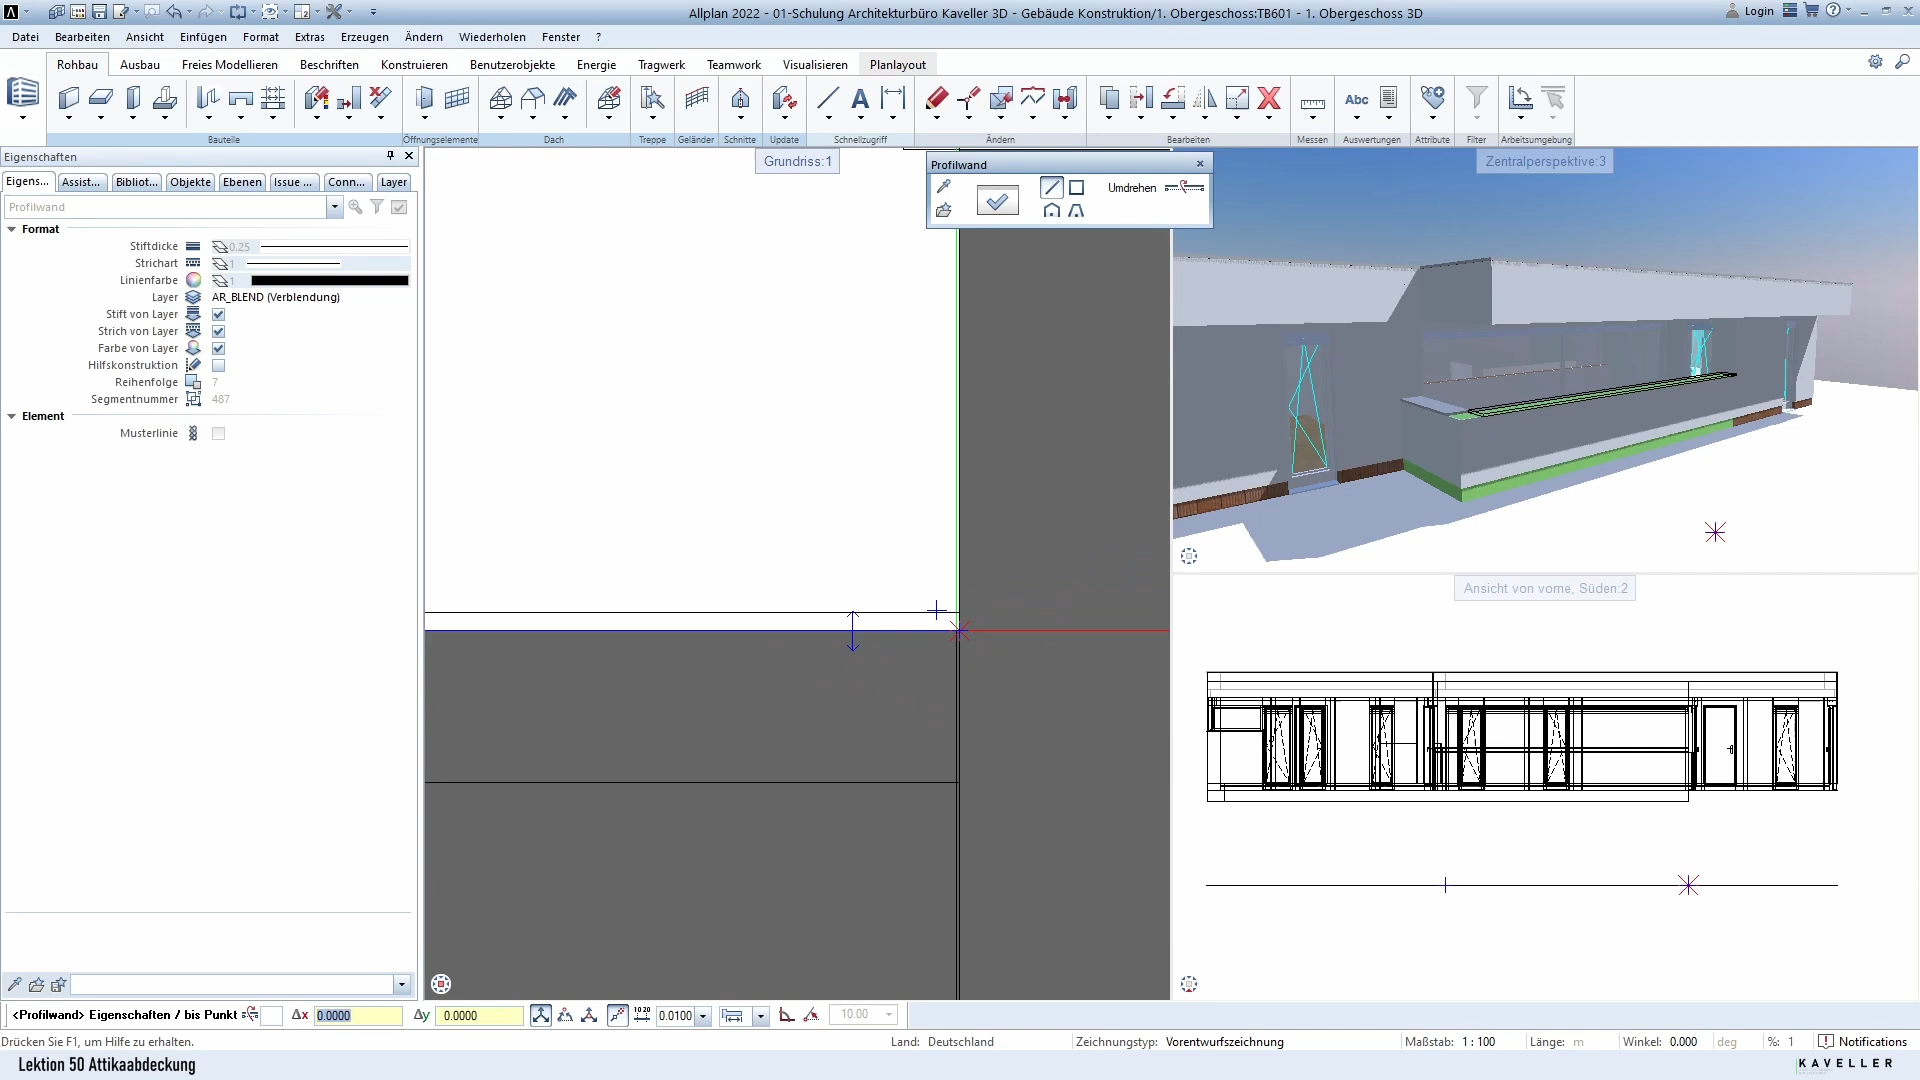 Allplan 2022 - 01-Schulung Architekturbüro Kaveller 3D - Gebäude Konstruktion/1. Obergeschoss:TB601 - 1. Obergeschoss 3D
Login
Datei Bearbeiten Ansicht Einfügen Format Extras Erzeugen Ändern Wiederholen Fenster ?
Rohbau Ausbau Freies Modellieren Beschriften Konstruieren Benutzerobjekte Energie Tragwerk Teamwork Visualisieren Planlayout
Abc
Bauteile Öffnungselemente Dach Treppe Geländer Schnitte Update Schnellzugriff Ändern Bearbeiten Messen Auswertungen Attribute Filter Arbeitsumgebung
Eigenschaften
Eigens... Assist... Bibliot... Objekte Ebenen Issue ... Conn... Layer
Profilwand
Format
Stiftdicke 0.25
Strichart 1
Linienfarbe 1
Layer AR_BLEND (Verblendung)
Stift von Layer
Strich von Layer
Farbe von Layer
Hilfskonstruktion
Reihenfolge 7
Segmentnummer 487
Element
Musterlinie
Grundriss:1
Profilwand
Umdrehen
Zentralperspektive:3
Ansicht von vorne, Süden:2
<Profilwand> Eigenschaften / bis Punkt Δx 0.0000 Δy 0.0000 10 20 0.0100 10.00
Drücken Sie F1, um Hilfe zu erhalten. Land: Deutschland Zeichnungstyp: Vorentwurfszeichnung Maßstab: 1 : 100 Länge: m Winkel: 0.000 deg %: 1 Notifications
Lektion 50 Attikaabdeckung
KAVELLER